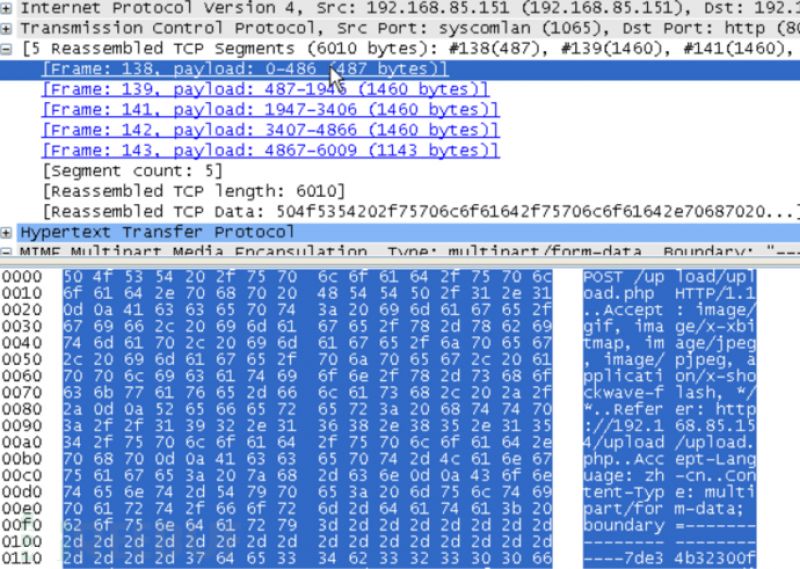 Internet Protocol Version 4, Src: 192.168.85.151 (192.168.85.151), Dst: 192.1
Transmission Control Protocol, Src Port: syscomlan (1065), Dst Port: http (80
[5 Reassembled TCP Segments (6010 bytes): #138(487), #139(1460), #141(1460),
[Frame: 138, payload: 0-486 (487 bytes)]
[Frame: 139, payload: 487-1946 (1460 bytes)]
[Frame: 141, payload: 1947-3406 (1460 bytes)]
[Frame: 142, payload: 3407-4866 (1460 bytes)]
[Frame: 143, payload: 4867-6009 (1143 bytes)]
[Segment count: 5]
[Reassembled TCP length: 6010]
[Reassembled TCP Data: 504f5354202f75706c6f61642f75706c6f61642e70687020...]
Hypertext Transfer Protocol
MIME Multipart Media Encapsulation, Type: multipart/form-data, Boundary: "---
0000 50 4f 53 54 20 2f 75 70 6c 6f 61 64 2f 75 70 6c POST /up load/upl
0010 6f 61 64 2e 70 68 70 20 48 54 54 50 2f 31 2e 31 oad.php HTTP/1.1
0020 0d 0a 41 63 63 65 70 74 3a 20 69 6d 61 67 65 2f ..Accept : image/
0030 67 69 66 2c 20 69 6d 61 67 65 2f 78 2d 78 62 69 gif, ima ge/x-xbi
0040 74 6d 61 70 2c 20 69 6d 61 67 65 2f 6a 70 65 67 tmap, im age/jpeg
0050 2c 20 69 6d 61 67 65 2f 70 6a 70 65 67 2c 20 61 , image/ pjpeg, a
0060 70 70 6c 69 63 61 74 69 6f 6e 2f 78 2d 73 68 6f pplicati on/x-sho
0070 63 6b 77 61 76 65 2d 66 6c 61 73 68 2c 20 2a 2f ckwave-f lash, */
0080 2a 0d 0a 52 65 66 65 72 65 72 3a 20 68 74 74 70 *..Refer er: http
0090 3a 2f 2f 31 39 32 2e 31 36 38 2e 38 35 2e 31 35 ://192.1 68.85.15
00a0 34 2f 75 70 6c 6f 61 64 2f 75 70 6c 6f 61 64 2e 4/upload /upload.
00b0 70 68 70 0d 0a 41 63 63 65 70 74 2d 4c 61 6e 67 php..Acc ept-Lang
00c0 75 61 67 65 3a 20 7a 68 2d 63 6e 0d 0a 43 6f 6e uage: zh -cn..Con
00d0 74 65 6e 74 2d 54 79 70 65 3a 20 6d 75 6c 74 69 tent-Typ e: multi
00e0 70 61 72 74 2f 66 6f 72 6d 2d 64 61 74 61 3b 20 part/for m-data;
00f0 62 6f 75 6e 64 61 72 79 3d 2d 2d 2d 2d 2d 2d 2d boundary =-------
0100 2d 2d 2d 2d 2d 2d 2d 2d 2d 2d 2d 2d 2d 2d 2d 2d -------- --------
0110 2d 2d 2d 2d 37 64 65 33 34 62 33 32 33 30 30 66 ----7de3 4b32300f